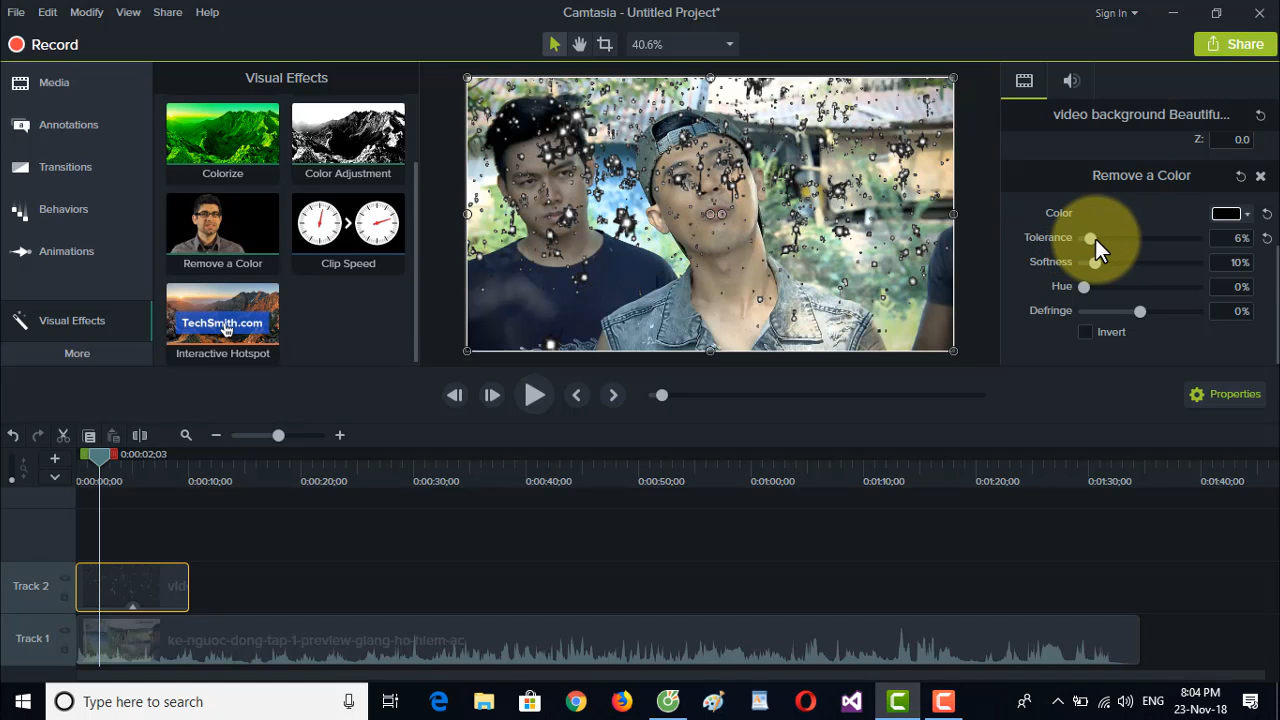 File Edit Modify View Share Help
Camtasia - Untitled Project*
Sign In
Record
40.6%
Share
Media
Annotations
Transitions
Behaviors
Animations
Visual Effects
More
Visual Effects
Colorize
Color Adjustment
Remove a Color
Clip Speed
TechSmith.com
Interactive Hotspot
video background Beautifu...
Z: 0.0
Remove a Color
Color
Tolerance 6%
Softness 10%
Hue 0%
Defringe 0%
Invert
Properties
0:00:02;03
0:00:00;00 0:00:10;00 0:00:20;00 0:00:30;00 0:00:40;00 0:00:50;00 0:01:00;00 0:01:10;00 0:01:20;00 0:01:30;00 0:01:40;00
Track 2
Track 1
ke-nguoc-dong-tap-1-preview-giang-ho-hiem-ac
Type here to search
ENG
8:04 PM
23-Nov-18